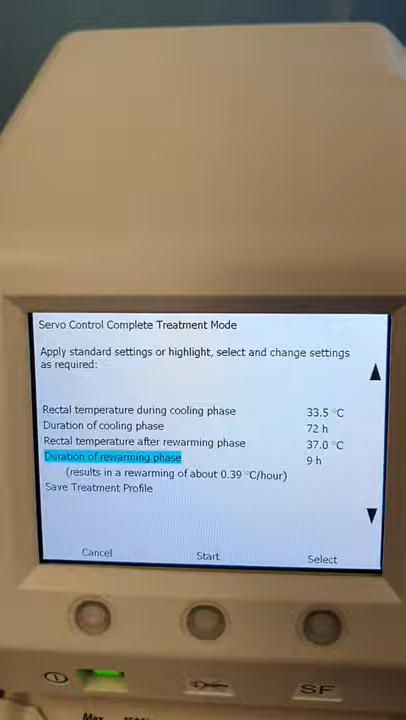 Servo Control Complete Treatment Mode
Apply standard settings or highlight, select and change settings
as required:
Rectal temperature during cooling phase 33.5 °C
Duration of cooling phase 72 h
Rectal temperature after rewarming phase 37.0 °C
Duration of rewarming phase 9 h
(results in a rewarming of about 0.39 °C/hour)
Save Treatment Profile
Cancel Start Select
SF
Max